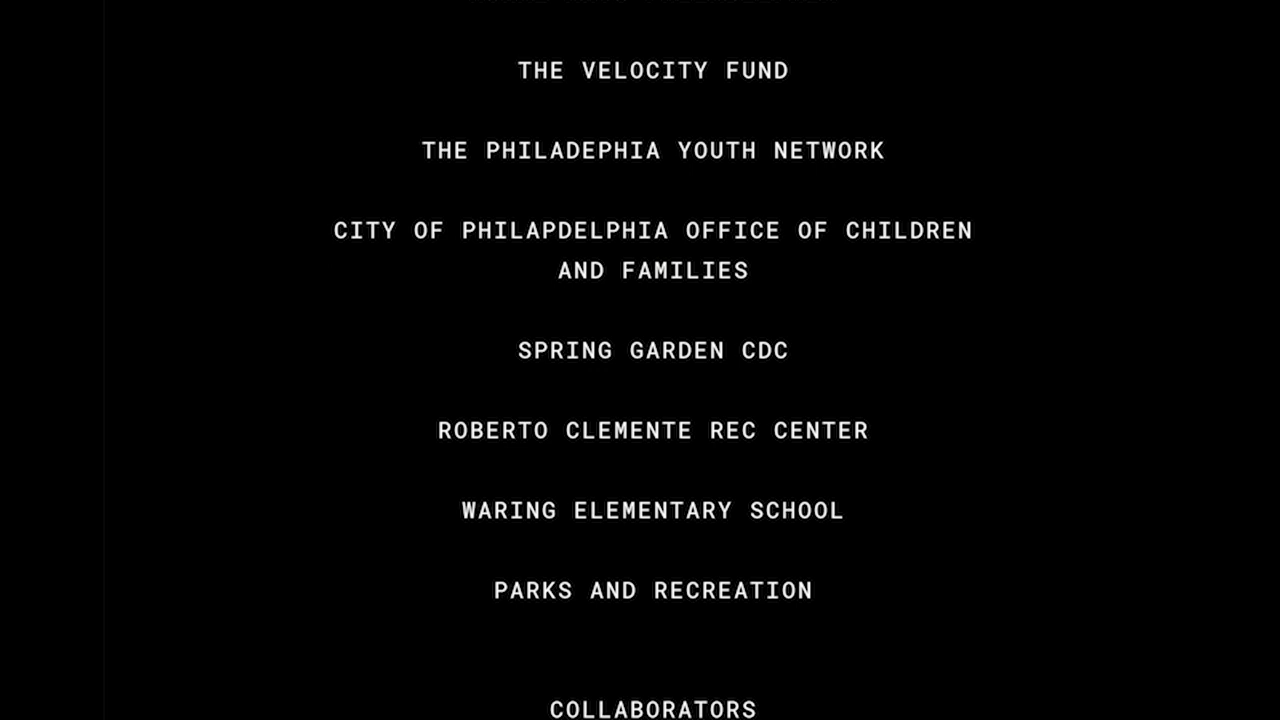 THE VELOCITY FUND
THE PHILADEPHIA YOUTH NETWORK
CITY OF PHILAPDELPHIA OFFICE OF CHILDREN
AND FAMILIES
SPRING GARDEN CDC
ROBERTO CLEMENTE REC CENTER
WARING ELEMENTARY SCHOOL
PARKS AND RECREATION
COLLABORATORS